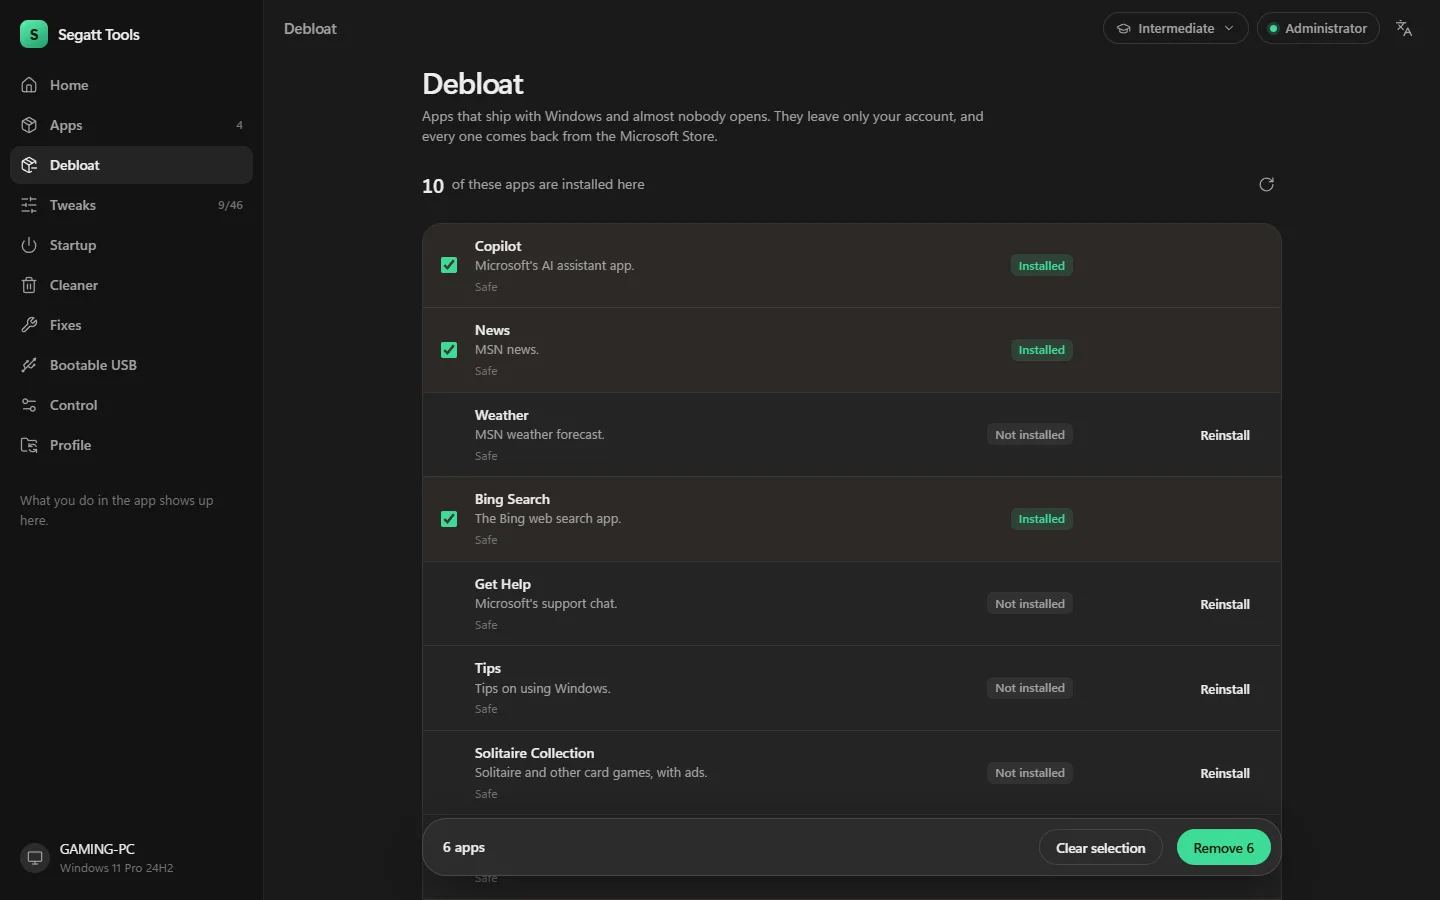 S Segatt Tools
Home
Apps 4
Debloat
Tweaks 9/46
Startup
Cleaner
Fixes
Bootable USB
Control
Profile
What you do in the app shows up
here.
GAMING-PC
Windows 11 Pro 24H2
Debloat
Intermediate
Administrator
Debloat
Apps that ship with Windows and almost nobody opens. They leave only your account, and
every one comes back from the Microsoft Store.
10 of these apps are installed here
Copilot
Microsoft's AI assistant app.
Safe
Installed
News
MSN news.
Safe
Installed
Weather
MSN weather forecast.
Safe
Not installed
Reinstall
Bing Search
The Bing web search app.
Safe
Installed
Get Help
Microsoft's support chat.
Safe
Not installed
Reinstall
Tips
Tips on using Windows.
Safe
Not installed
Reinstall
Solitaire Collection
Solitaire and other card games, with ads.
Safe
Not installed
Reinstall
6 apps
Clear selection
Remove 6
Safe